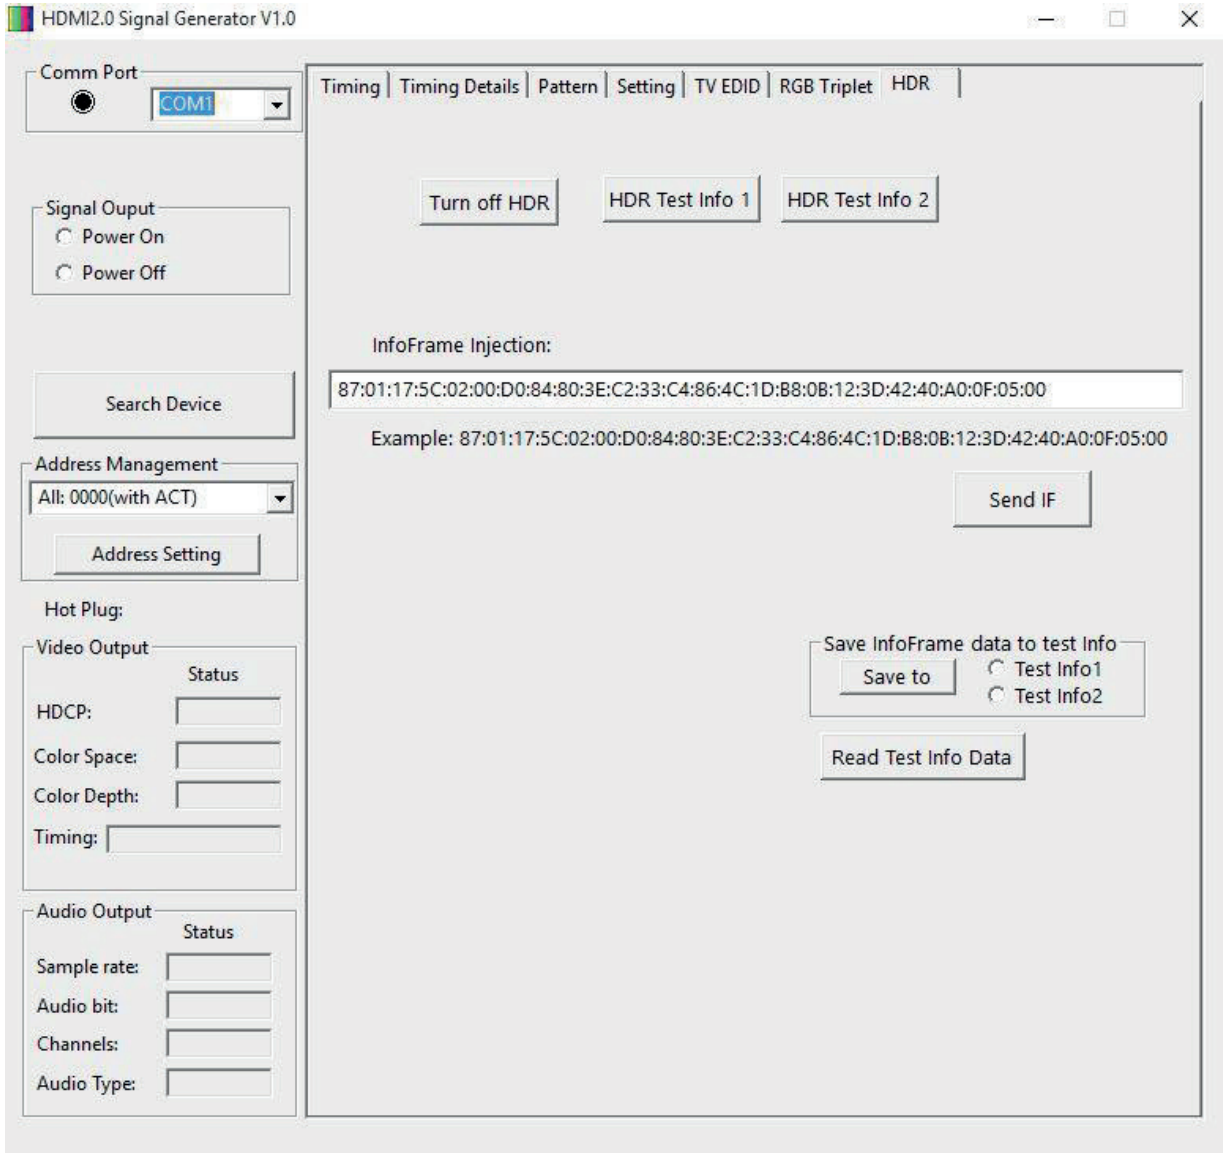 HDMI2.0 Signal Generator V1.0
Comm Port
COM1
Signal Ouput
Power On
Power Off
Search Device
Address Management
All: 0000(with ACT)
Address Setting
Hot Plug:
Video Output
Status
HDCP:
Color Space:
Color Depth:
Timing:
Audio Output
Status
Sample rate:
Audio bit:
Channels:
Audio Type:
Timing Timing Details Pattern Setting TV EDID RGB Triplet HDR
Turn off HDR HDR Test Info 1 HDR Test Info 2
InfoFrame Injection:
87:01:17:5C:02:00:D0:84:80:3E:C2:33:C4:86:4C:1D:B8:0B:12:3D:42:40:A0:0F:05:00
Example: 87:01:17:5C:02:00:D0:84:80:3E:C2:33:C4:86:4C:1D:B8:0B:12:3D:42:40:A0:0F:05:00
Send IF
Save InfoFrame data to test Info
Save to
Test Info1
Test Info2
Read Test Info Data